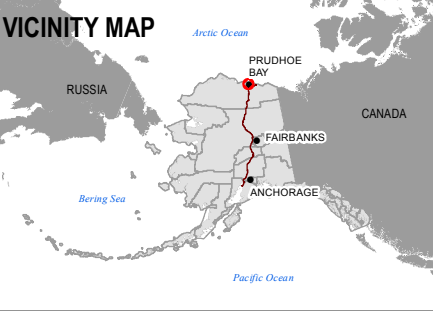 VICINITY MAP
Arctic Ocean
PRUDHOE
BAY
RUSSIA
CANADA
FAIRBANKS
ANCHORAGE
Bering Sea
Pacific Ocean